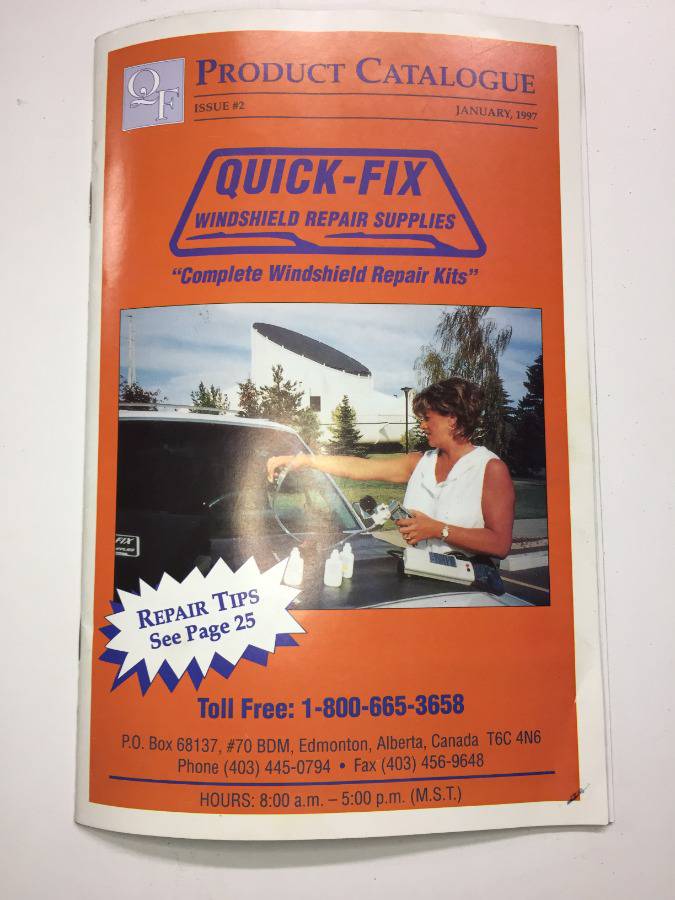 QF
PRODUCT CATALOGUE
ISSUE #2
JANUARY, 1997
QUICK-FIX
WINDSHIELD REPAIR SUPPLIES
"Complete Windshield Repair Kits"
FIX
REPAIR TIPS
See Page 25
Toll Free: 1-800-665-3658
P.O. Box 68137, #70 BDM, Edmonton, Alberta, Canada T6C 4N6
Phone (403) 445-0794 • Fax (403) 456-9648
HOURS: 8:00 a.m. – 5:00 p.m. (M.S.T.)